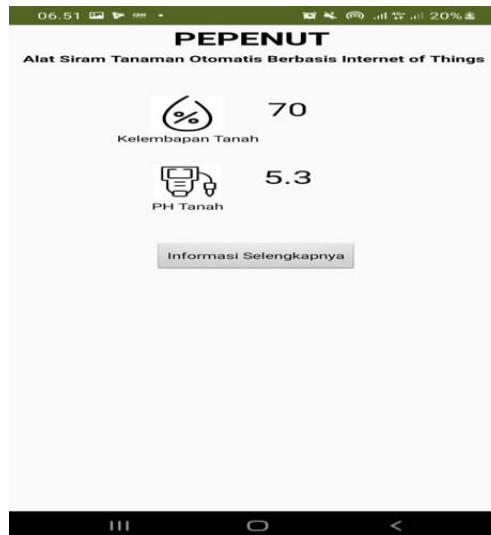 06.51 20%
PEPENUT
Alat Siram Tanaman Otomatis Berbasis Internet of Things
%
70
Kelembapan Tanah
5.3
PH Tanah
Informasi Selengkapnya